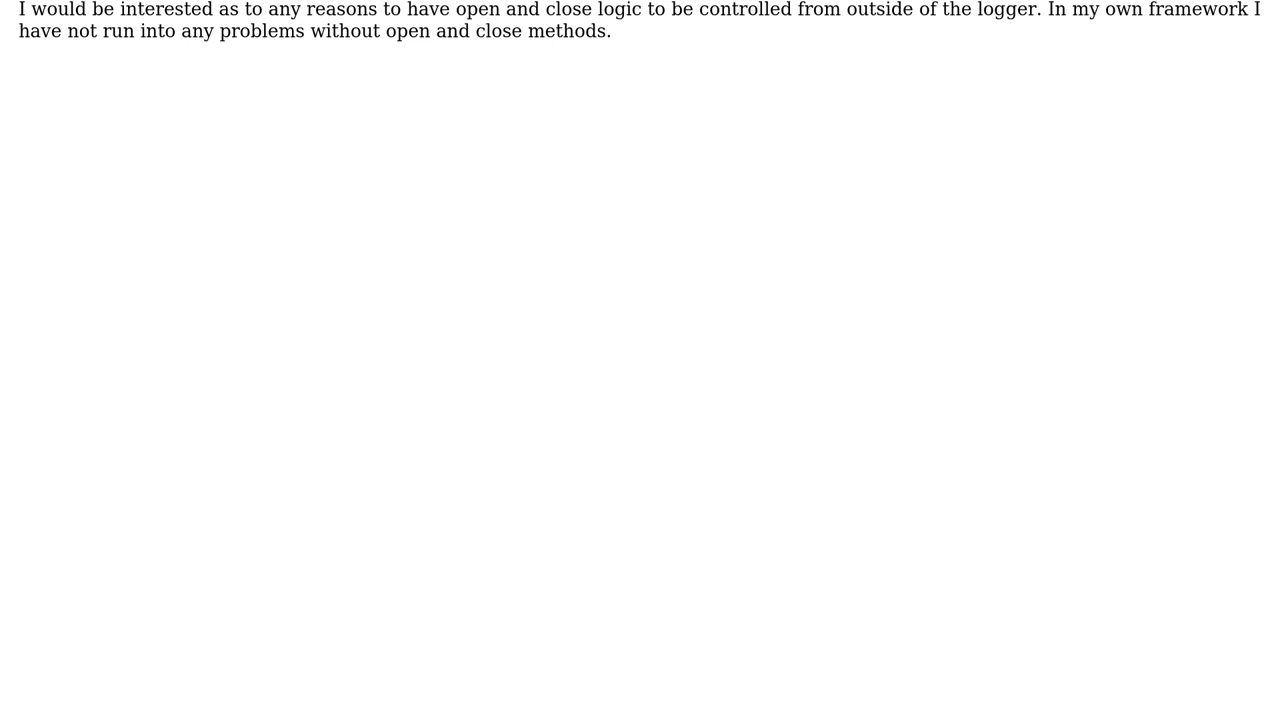 I would be interested as to any reasons to have open and close logic to be controlled from outside of the logger. In my own framework I
have not run into any problems without open and close methods.